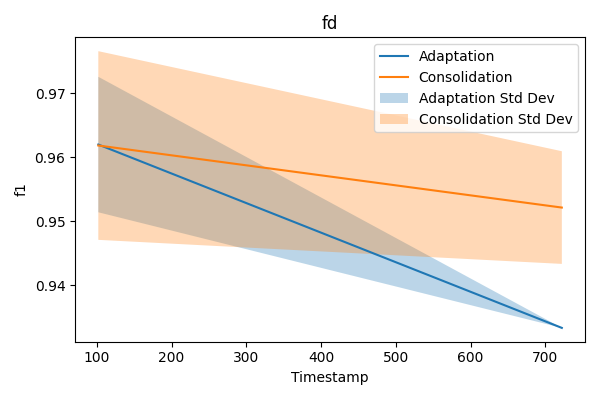 fd
Adaptation
Consolidation
Adaptation Std Dev
Consolidation Std Dev
f1
0.97
0.96
0.95
0.94
100 200 300 400 500 600 700
Timestamp